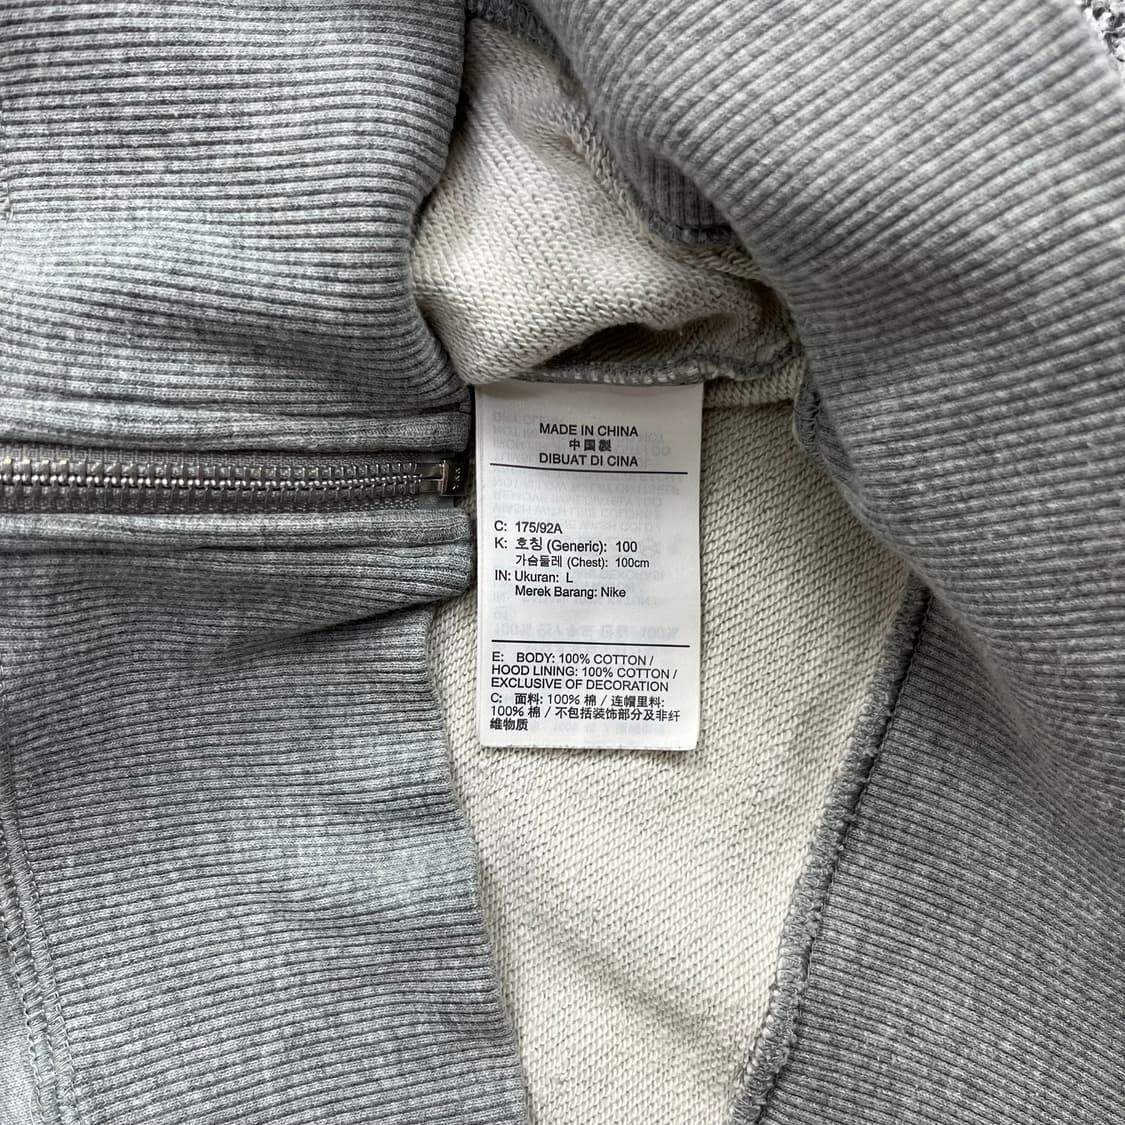 MADE IN CHINA
中国製
DIBUAT DI CINA
C: 175/92A
K: 호칭 (Generic): 100
가슴둘레 (Chest): 100cm
IN: Ukuran: L
Merek Barang: Nike
E: BODY: 100% COTTON /
HOOD LINING: 100% COTTON /
EXCLUSIVE OF DECORATION
C: 面料: 100% 棉 / 连帽里料:
100% 棉 / 不包括装饰部分及非纤
维物质